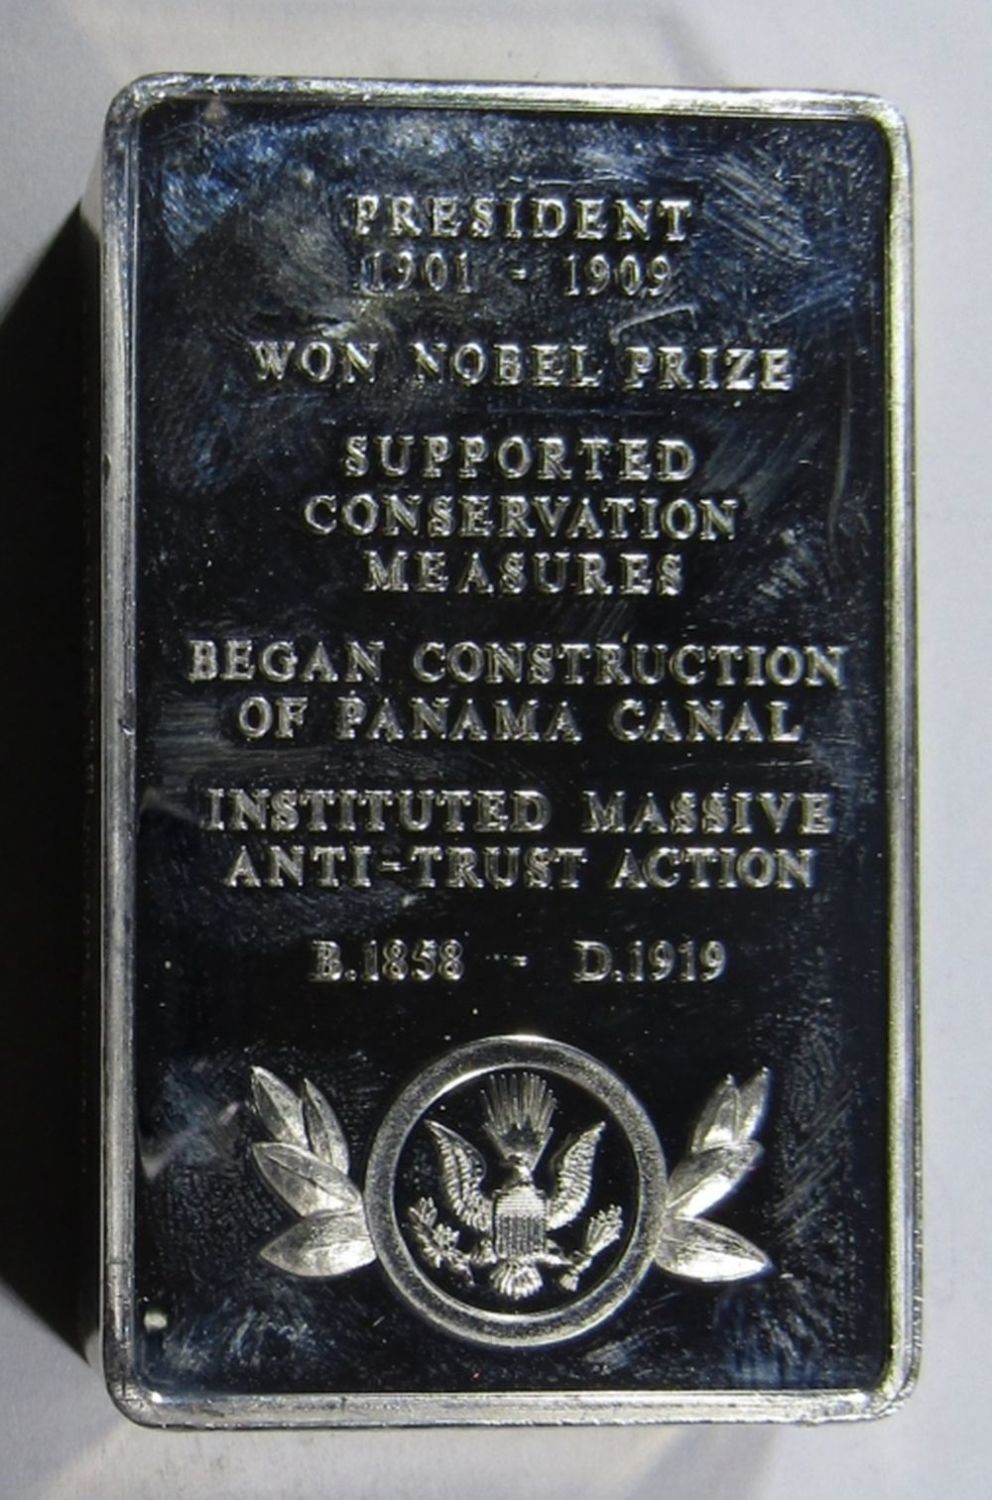 PRESIDENT
1901 - 1909
WON NOBEL PRIZE
SUPPORTED
CONSERVATION
MEASURES
BEGAN CONSTRUCTION
OF PANAMA CANAL
INSTITUTED MASSIVE
ANTI-TRUST ACTION
B.1858 - D.1919